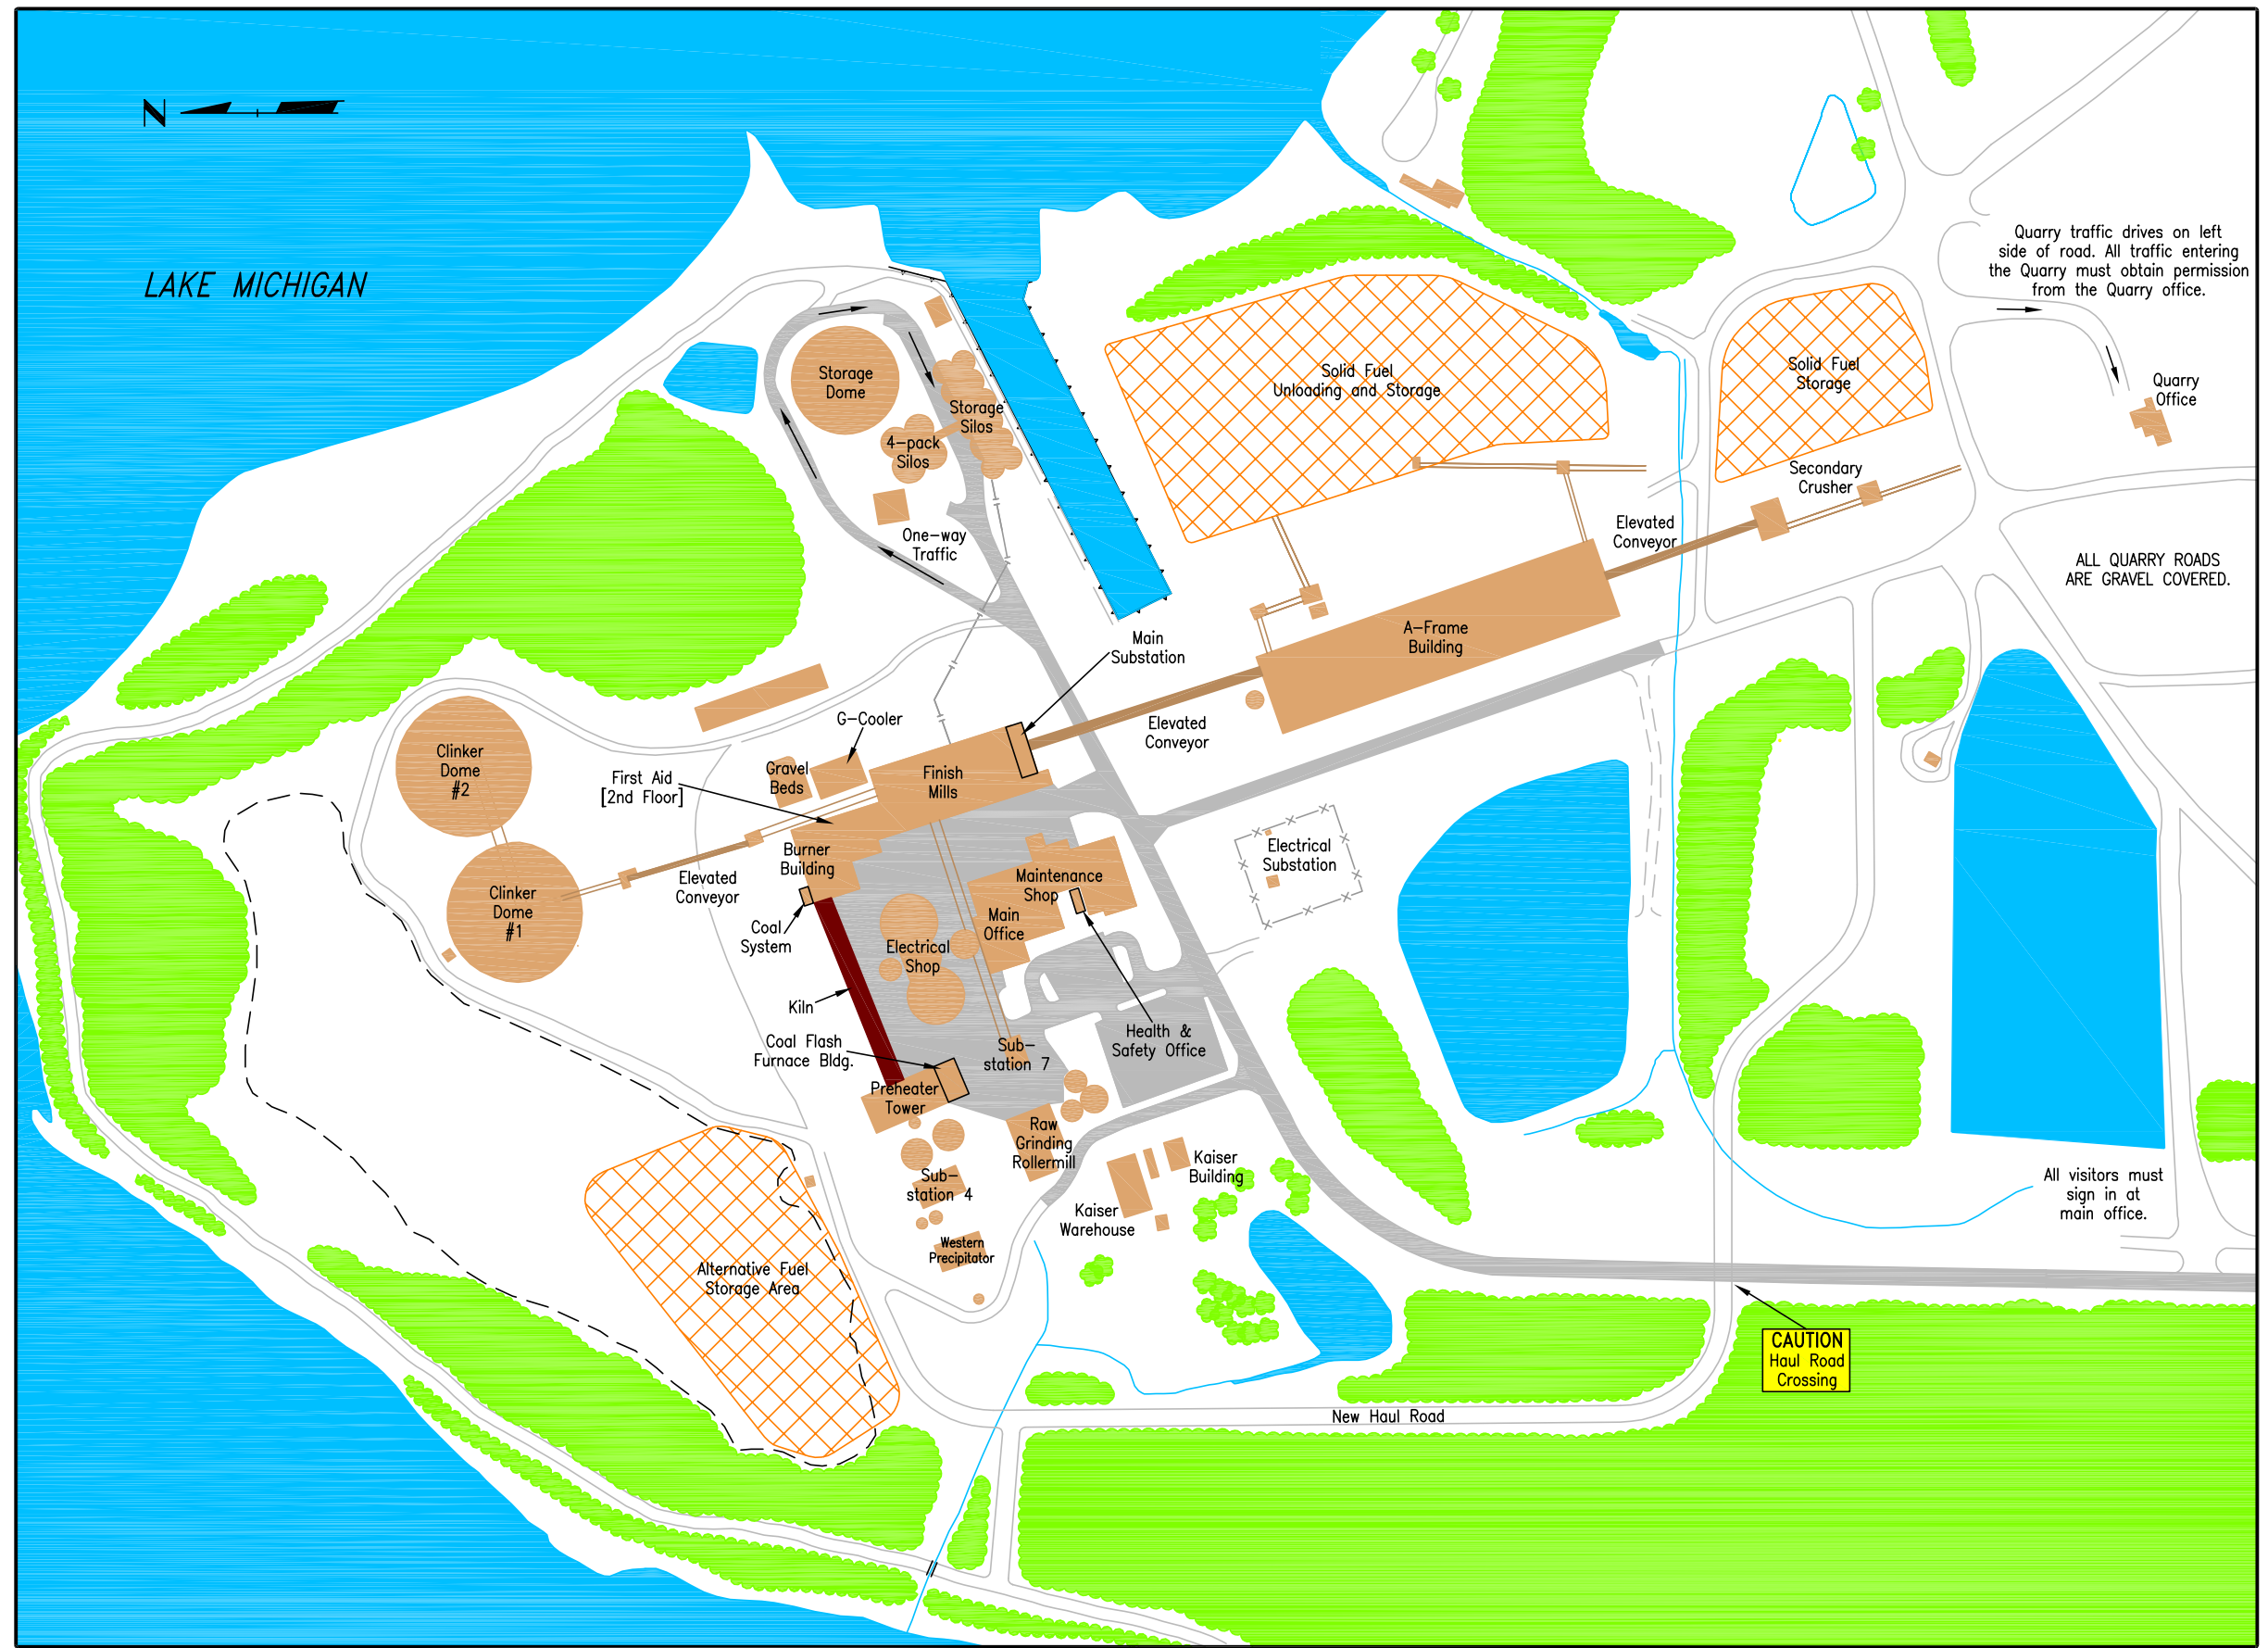 N
LAKE MICHIGAN
Quarry traffic drives on left
side of road. All traffic entering
the Quarry must obtain permission
from the Quarry office.
Storage
Dome
Storage
Silos
4-pack
Silos
One-way
Traffic
Solid Fuel
Unloading and Storage
Solid Fuel
Storage
Quarry
Office
Secondary
Crusher
Elevated
Conveyor
ALL QUARRY ROADS
ARE GRAVEL COVERED.
A-Frame
Building
Main
Substation
Elevated
Conveyor
G-Cooler
Gravel
Beds
Finish
Mills
First Aid
[2nd Floor]
Clinker
Dome
#2
Burner
Building
Elevated
Conveyor
Clinker
Dome
#1
Coal
System
Maintenance
Shop
Main
Office
Electrical
Substation
Electrical
Shop
Kiln
Coal Flash
Furnace Bldg.
Sub-
station 7
Health &
Safety Office
Preheater
Tower
Raw
Grinding
Rollermill
Sub-
station 4
Kaiser
Building
Kaiser
Warehouse
Western
Precipitator
Alternative Fuel
Storage Area
All visitors must
sign in at
main office.
CAUTION
Haul Road
Crossing
New Haul Road